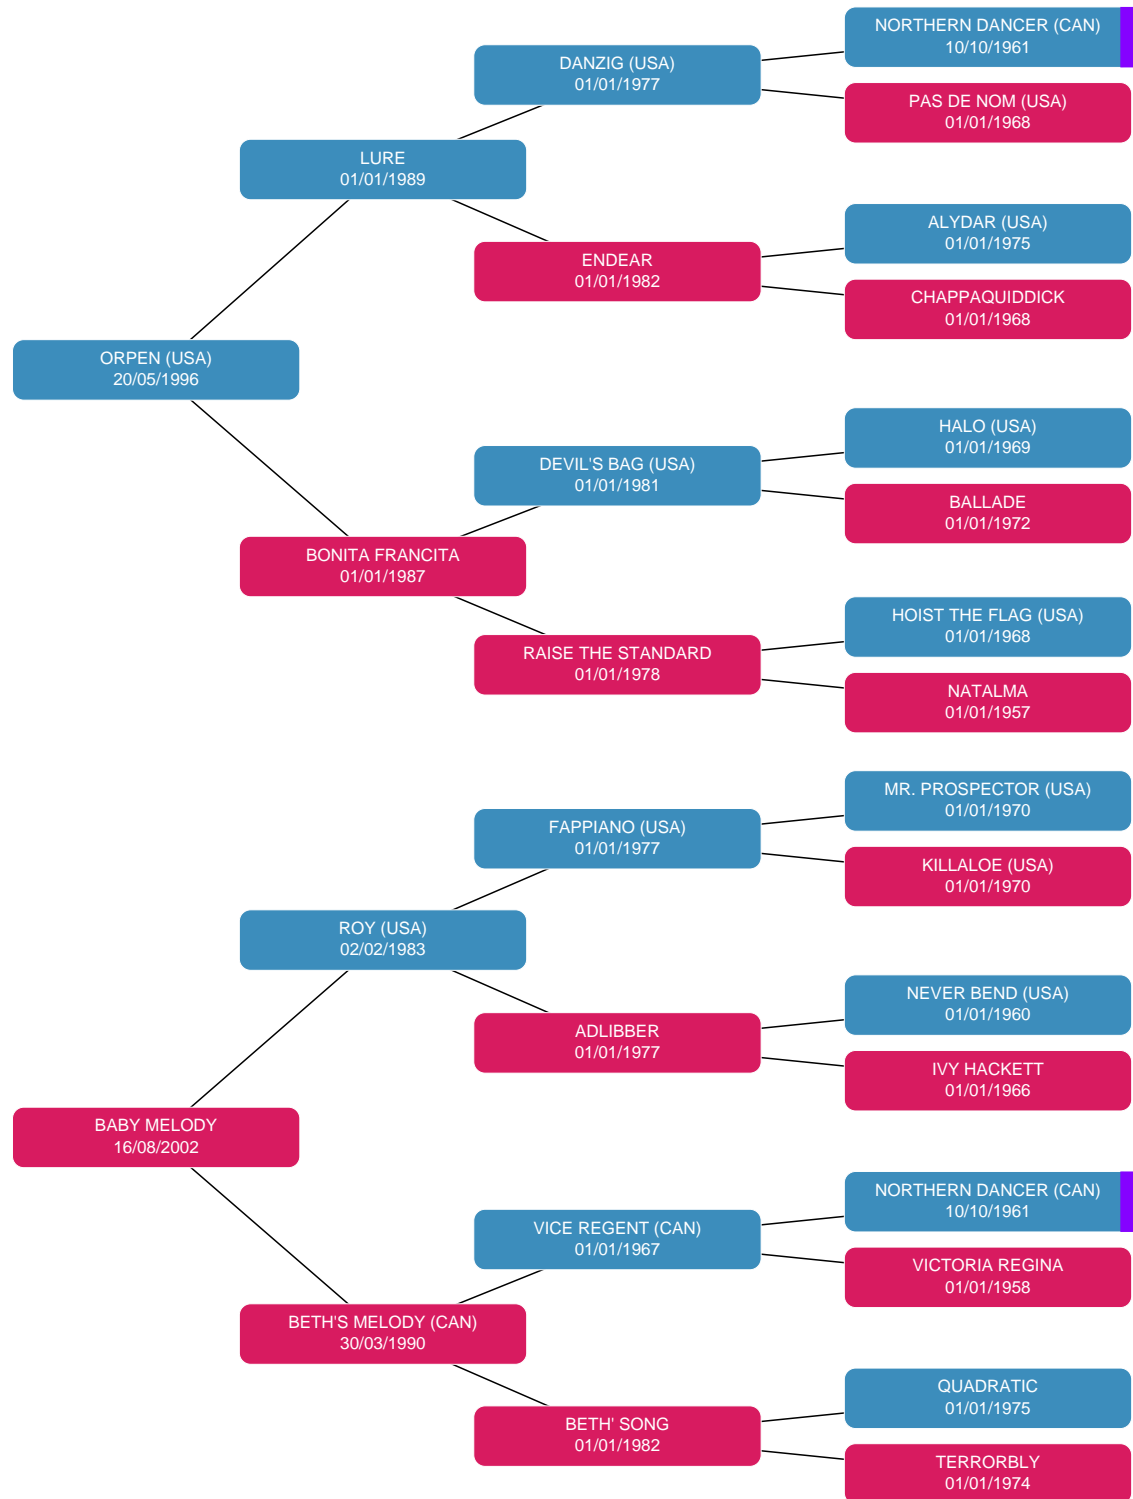 NORTHERN DANCER (CAN)
10/10/1961
DANZIG (USA)
01/01/1977
PAS DE NOM (USA)
01/01/1968
LURE
01/01/1989
ALYDAR (USA)
01/01/1975
ENDEAR
01/01/1982
CHAPPAQUIDDICK
01/01/1968
ORPEN (USA)
20/05/1996
HALO (USA)
01/01/1969
DEVIL'S BAG (USA)
01/01/1981
BALLADE
01/01/1972
BONITA FRANCITA
01/01/1987
HOIST THE FLAG (USA)
01/01/1968
RAISE THE STANDARD
01/01/1978
NATALMA
01/01/1957
MR. PROSPECTOR (USA)
01/01/1970
FAPPIANO (USA)
01/01/1977
KILLALOE (USA)
01/01/1970
ROY (USA)
02/02/1983
NEVER BEND (USA)
01/01/1960
ADLIBBER
01/01/1977
IVY HACKETT
01/01/1966
BABY MELODY
16/08/2002
NORTHERN DANCER (CAN)
10/10/1961
VICE REGENT (CAN)
01/01/1967
VICTORIA REGINA
01/01/1958
BETH'S MELODY (CAN)
30/03/1990
QUADRATIC
01/01/1975
BETH' SONG
01/01/1982
TERRORBLY
01/01/1974